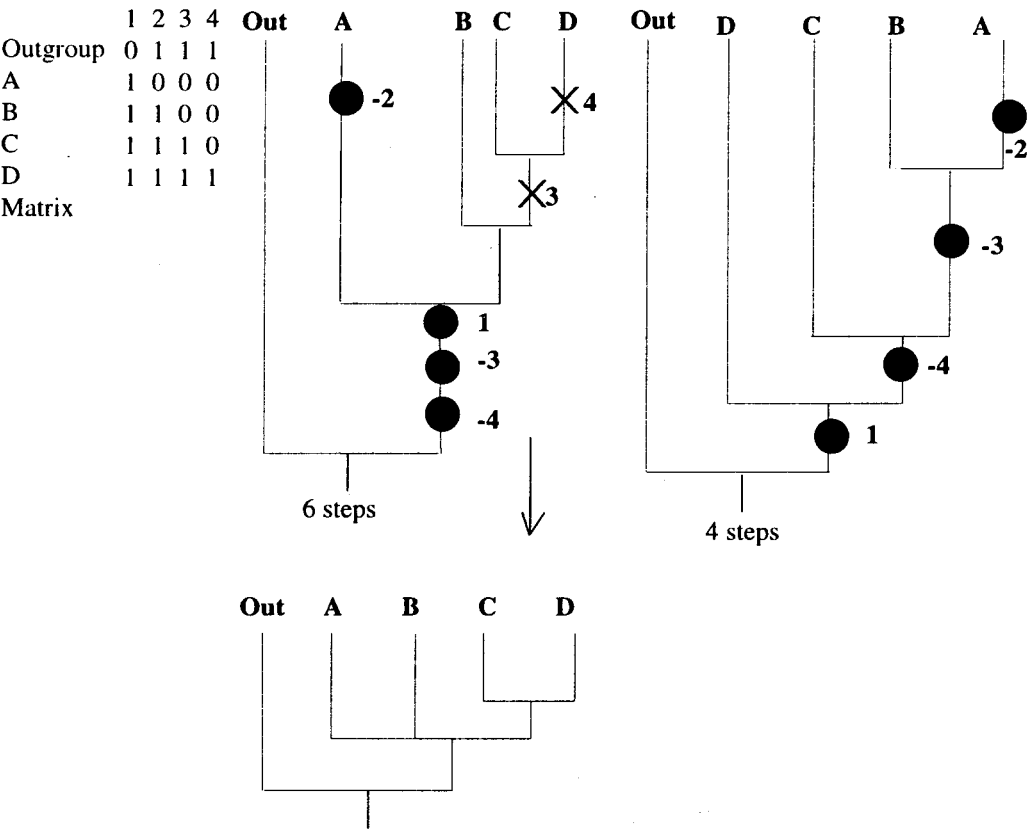 1 2 3 4
Outgroup 0 1 1 1
A 1 0 0 0
B 1 1 0 0
C 1 1 1 0
D 1 1 1 1
Matrix
Out A B C D
-2
4
3
1
-3
-4
6 steps
Out D C B A
-2
-3
-4
1
4 steps
Out A B C D